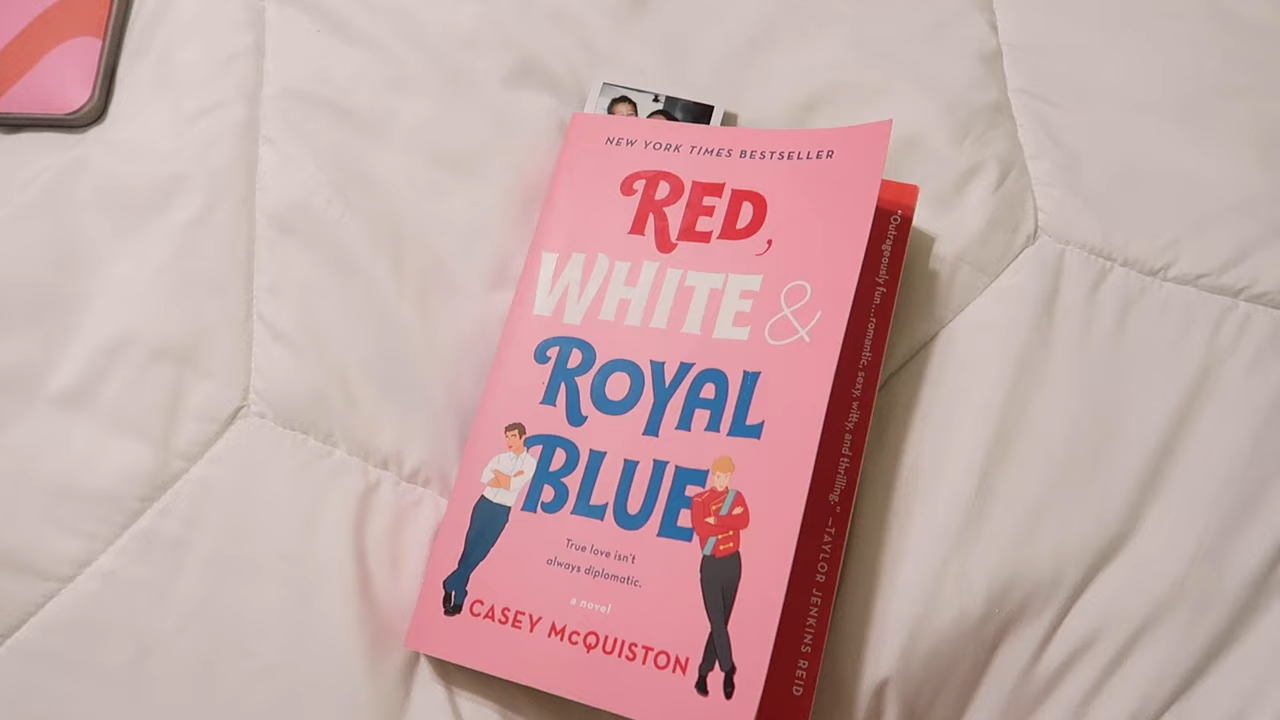 NEW YORK TIMES BESTSELLER
RED,
WHITE &
ROYAL
BLUE
True love isn't
always diplomatic.
a novel
CASEY McQUISTON
"Outrageously fun...romantic, sexy, witty, and thrilling." —TAYLOR JENKINS REID